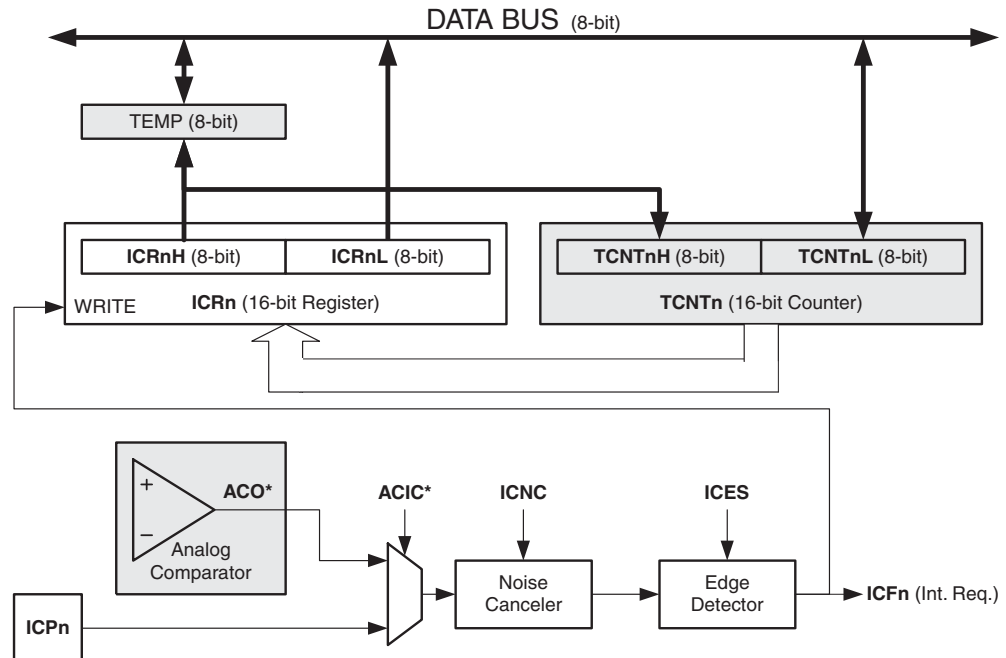 DATA BUS (8-bit)
TEMP (8-bit)
ICRnH (8-bit)
ICRnL (8-bit)
TCNTnH (8-bit)
TCNTnL (8-bit)
WRITE
ICRn (16-bit Register)
TCNTn (16-bit Counter)
+
−
ACO*
Analog
Comparator
ACIC*
ICNC
ICES
Noise
Canceler
Edge
Detector
ICFn (Int. Req.)
ICPn